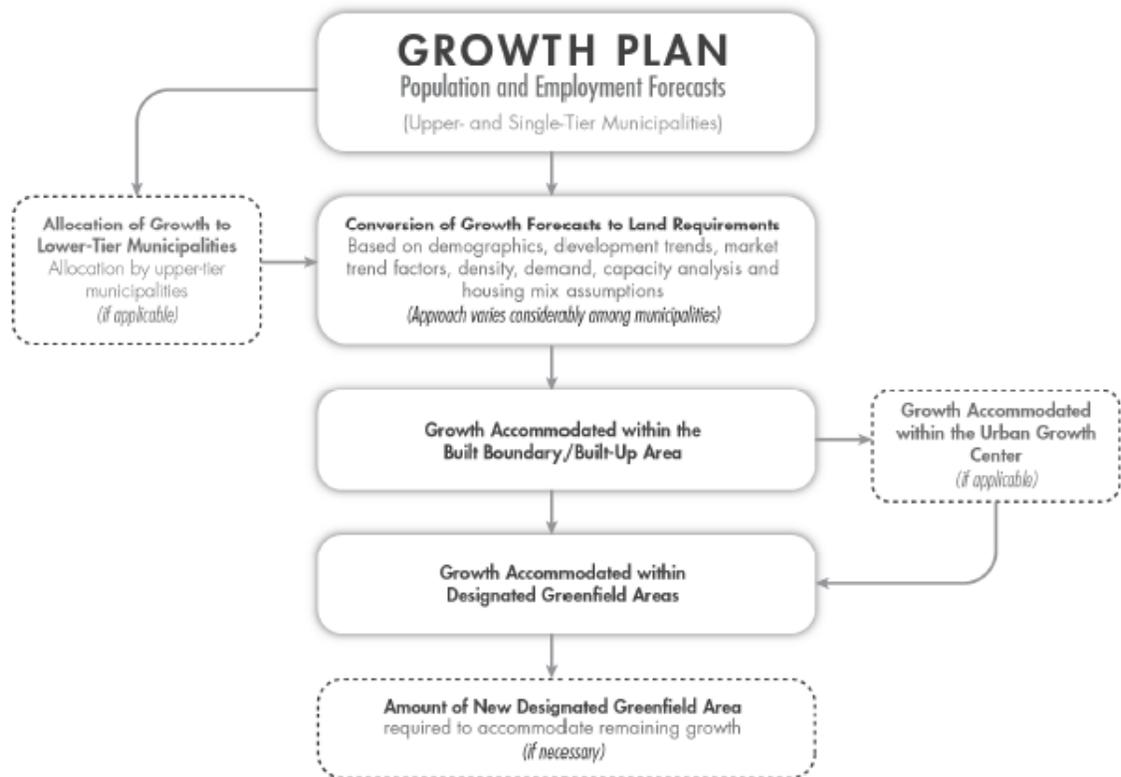 GROWTH PLAN
Population and Employment Forecasts
(Upper- and Single-Tier Municipalities)
Allocation of Growth to
Lower-Tier Municipalities
Allocation by upper-tier
municipalities
(if applicable)
Conversion of Growth Forecasts to Land Requirements
Based on demographics, development trends, market
trend factors, density, demand, capacity analysis and
housing mix assumptions
(Approach varies considerably among municipalities)
Growth Accommodated within the
Built Boundary/Built-Up Area
Growth Accommodated
within the Urban Growth
Center
(if applicable)
Growth Accommodated within
Designated Greenfield Areas
Amount of New Designated Greenfield Area
required to accommodate remaining growth
(if necessary)